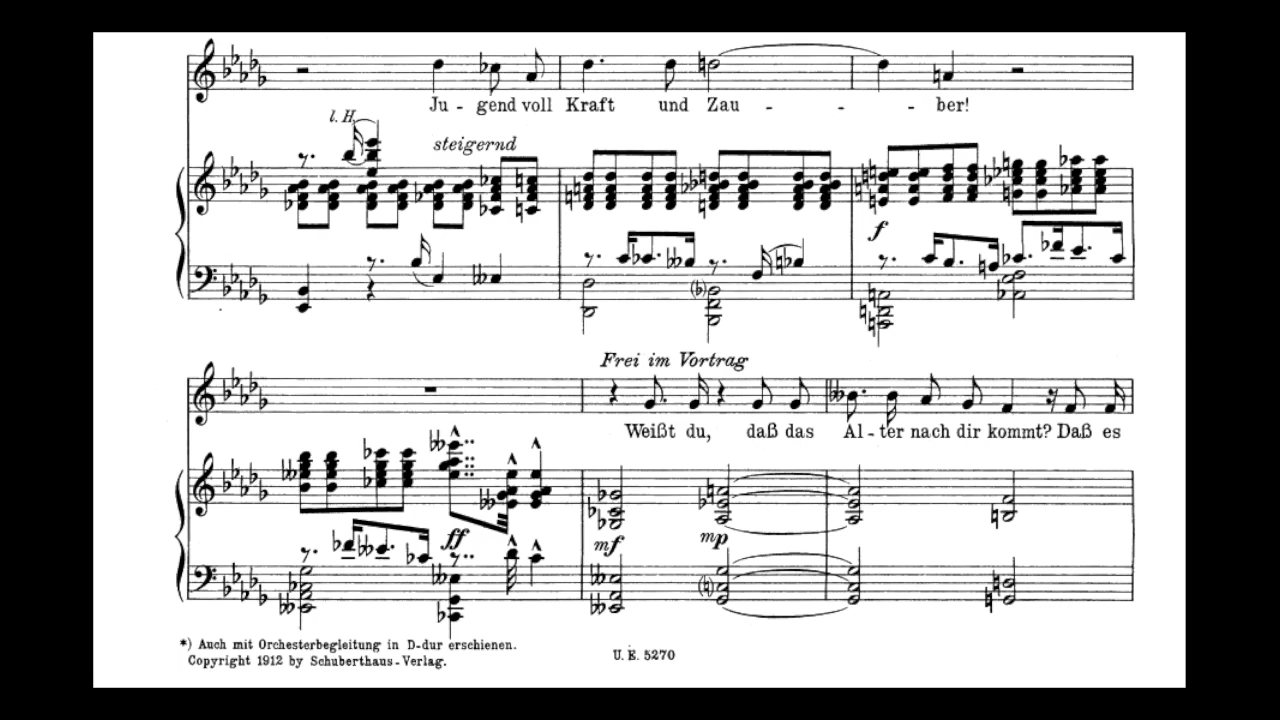 Ju - gend voll Kraft und Zau - - - ber!
l. H.
steigernd
f
Frei im Vortrag
Weißt du, daß das Al - ter nach dir kommt? Daß es
ff mf mp
*) Auch mit Orchesterbegleitung in D-dur erschienen.
Copyright 1912 by Schuberthaus-Verlag.
U. E. 5270